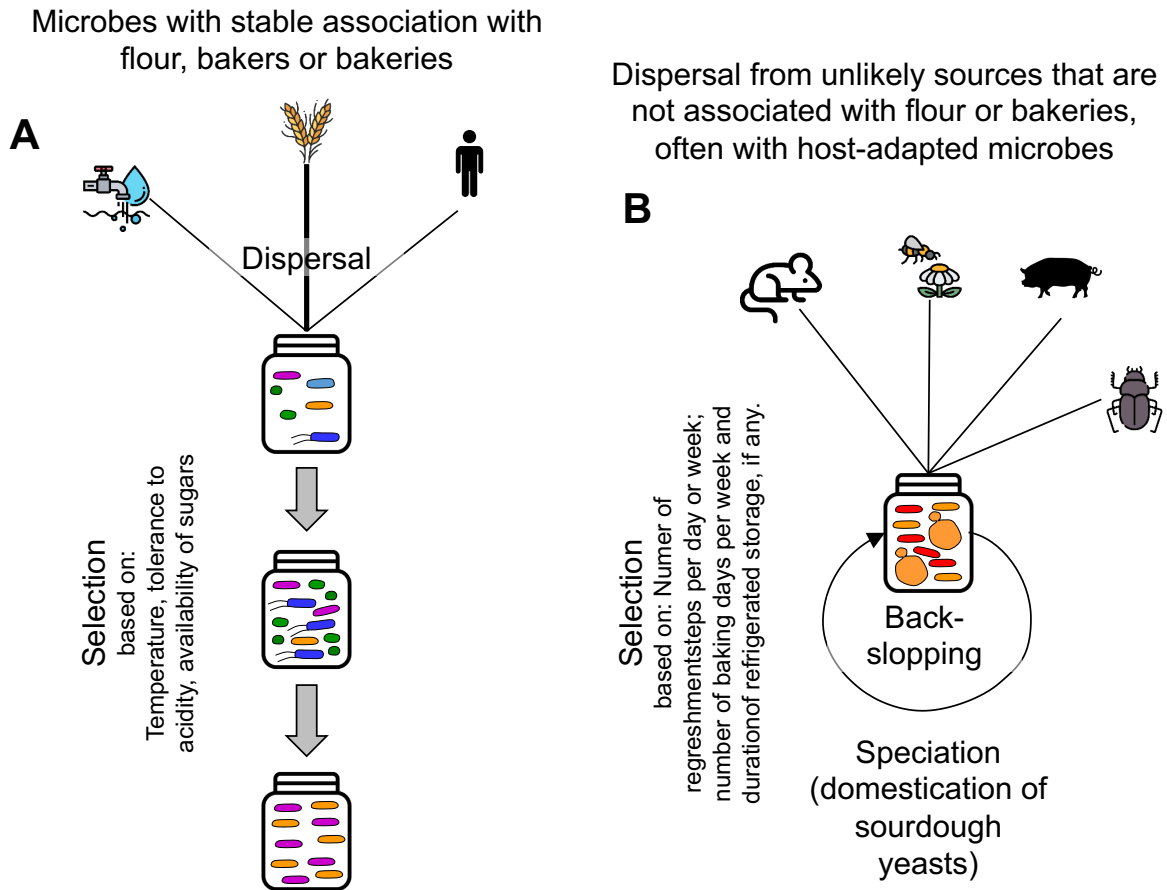 Microbes with stable association with
flour, bakers or bakeries
A
Dispersal
Selection
based on:
Temperature, tolerance to
acidity, availability of sugars
Dispersal from unlikely sources that are
not associated with flour or bakeries,
often with host-adapted microbes
B
Selection
based on: Numer of
regreshmentsteps per day or week;
number of baking days per week and
durationof refrigerated storage, if any.
Back-
slopping
Speciation
(domestication of
sourdough
yeasts)